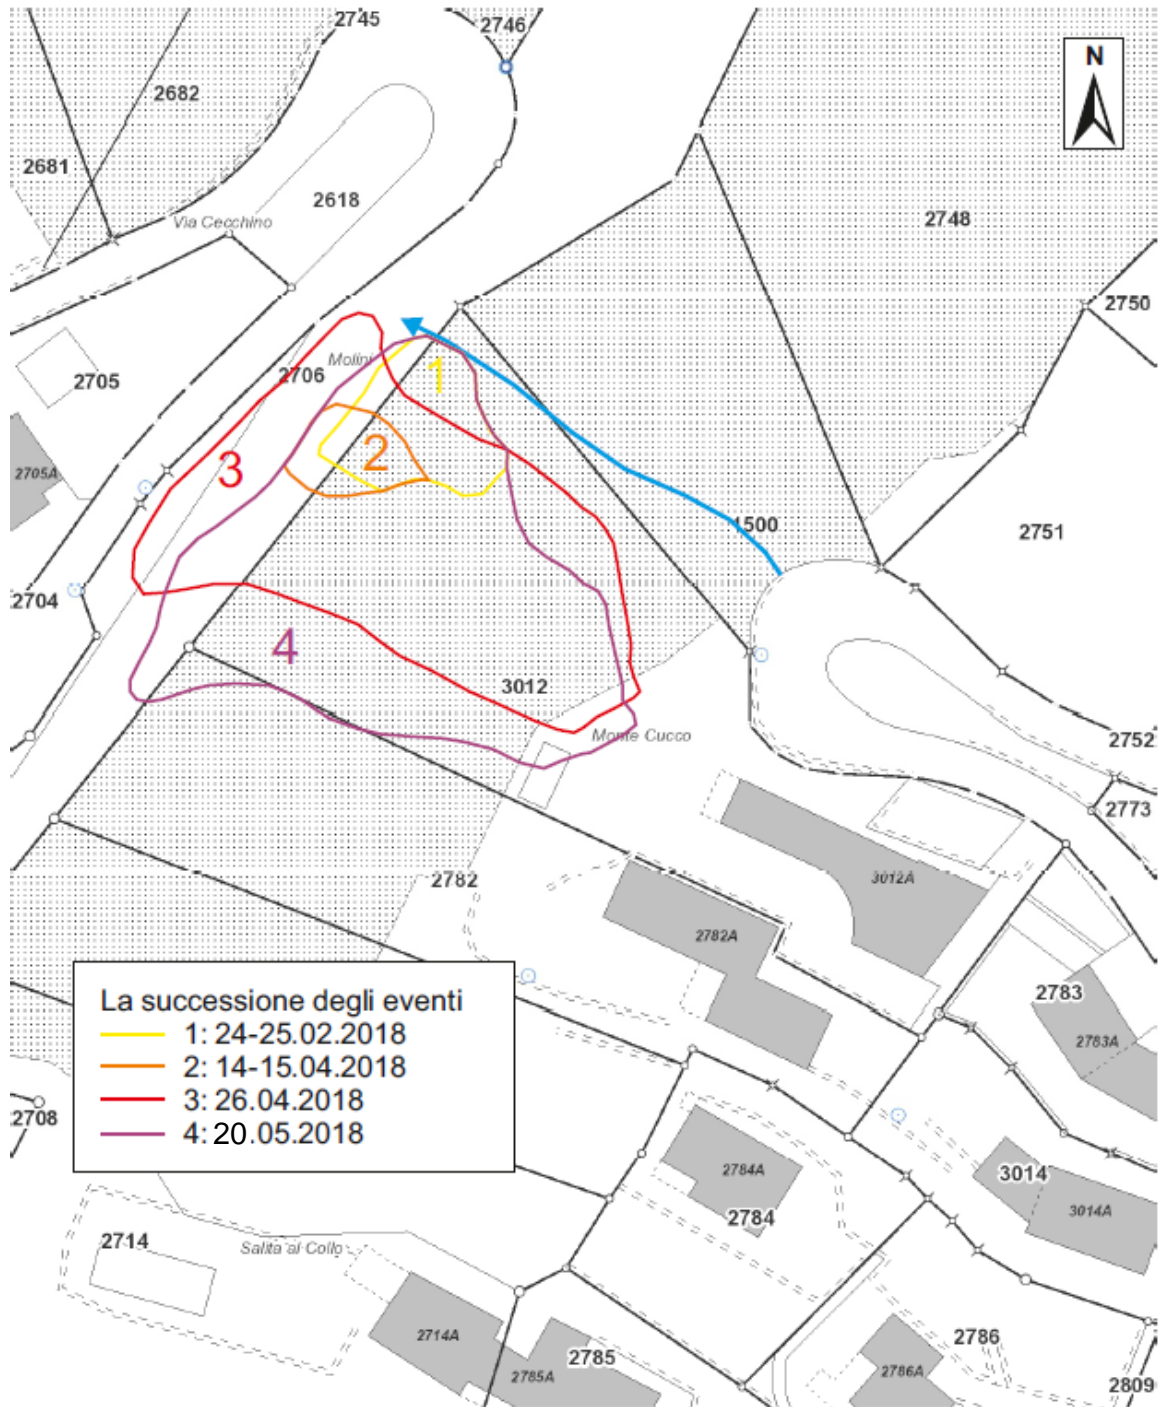 2745
2746
N
2682
2681
2618
Via Cecchino
2748
2750
Molini
2706
2705
1
2
3
2705A
1500
2751
2704
4
3012
Monte Cucco
2752
2773
2782
3012A
2782A
La successione degli eventi
1: 24-25.02.2018
2: 14-15.04.2018
3: 26.04.2018
4: 20.05.2018
2783
2783A
2708
2784A
3014
2784
3014A
2714
Salita al Collo
2714A
2785
2785A
2786
2786A
2809